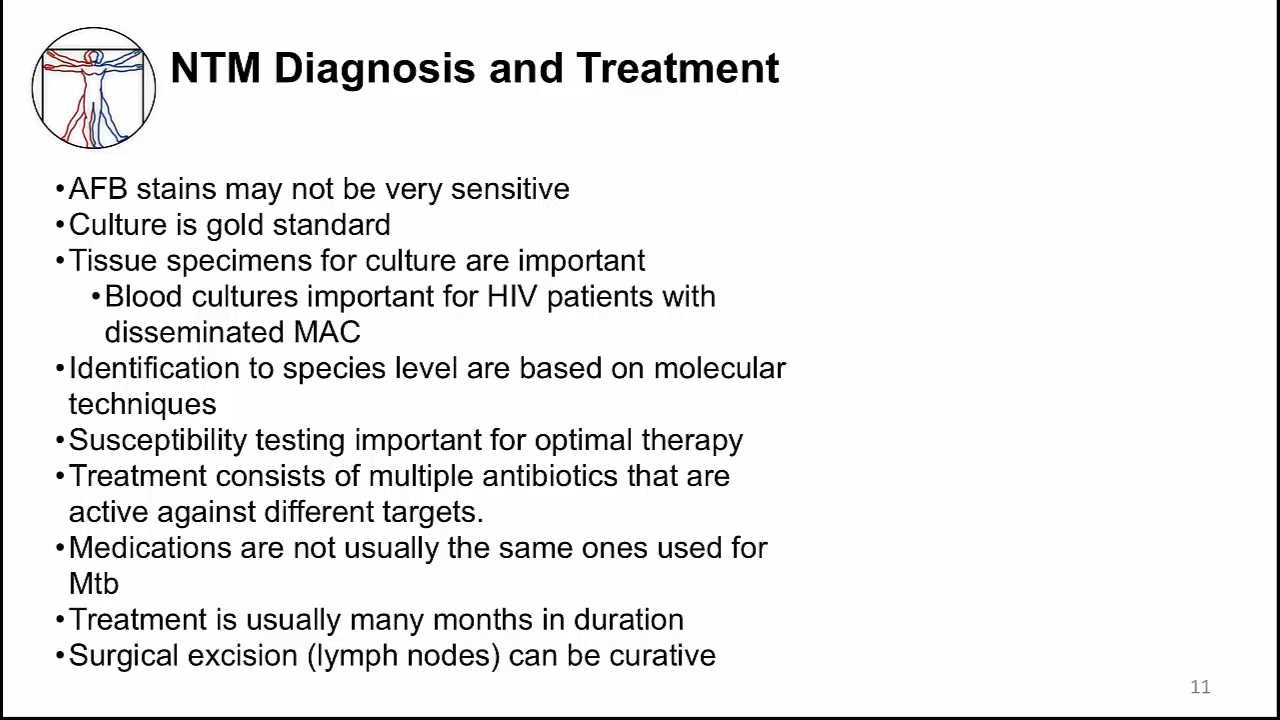 NTM Diagnosis and Treatment
•AFB stains may not be very sensitive
•Culture is gold standard
•Tissue specimens for culture are important
•Blood cultures important for HIV patients with
disseminated MAC
•Identification to species level are based on molecular
techniques
•Susceptibility testing important for optimal therapy
•Treatment consists of multiple antibiotics that are
active against different targets.
•Medications are not usually the same ones used for
Mtb
•Treatment is usually many months in duration
•Surgical excision (lymph nodes) can be curative
11